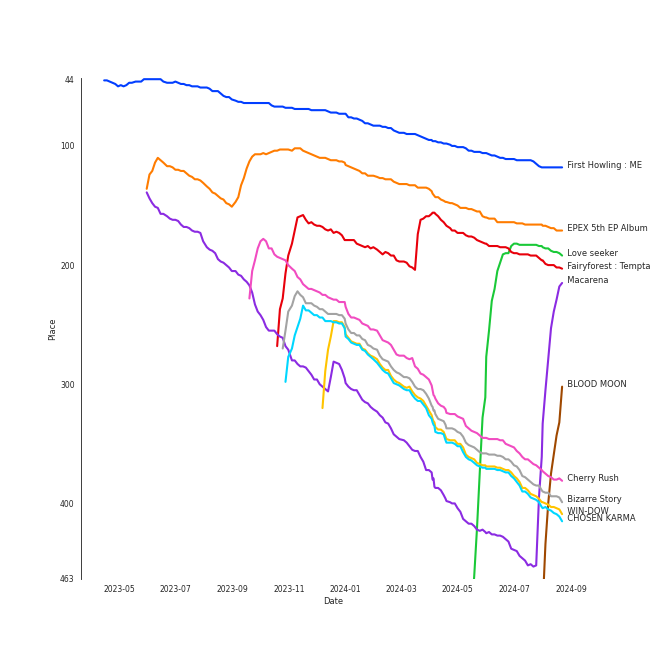 44
100
200
300
400
463
Place
2023-05
2023-07
2023-09
2023-11
2024-01
2024-03
2024-05
2024-07
2024-09
Date
First Howling : ME
EPEX 5th EP Album
Love seeker
Fairyforest : Tempta
Macarena
BLOOD MOON
Cherry Rush
Bizarre Story
WIN-DOW
CHOSEN KARMA